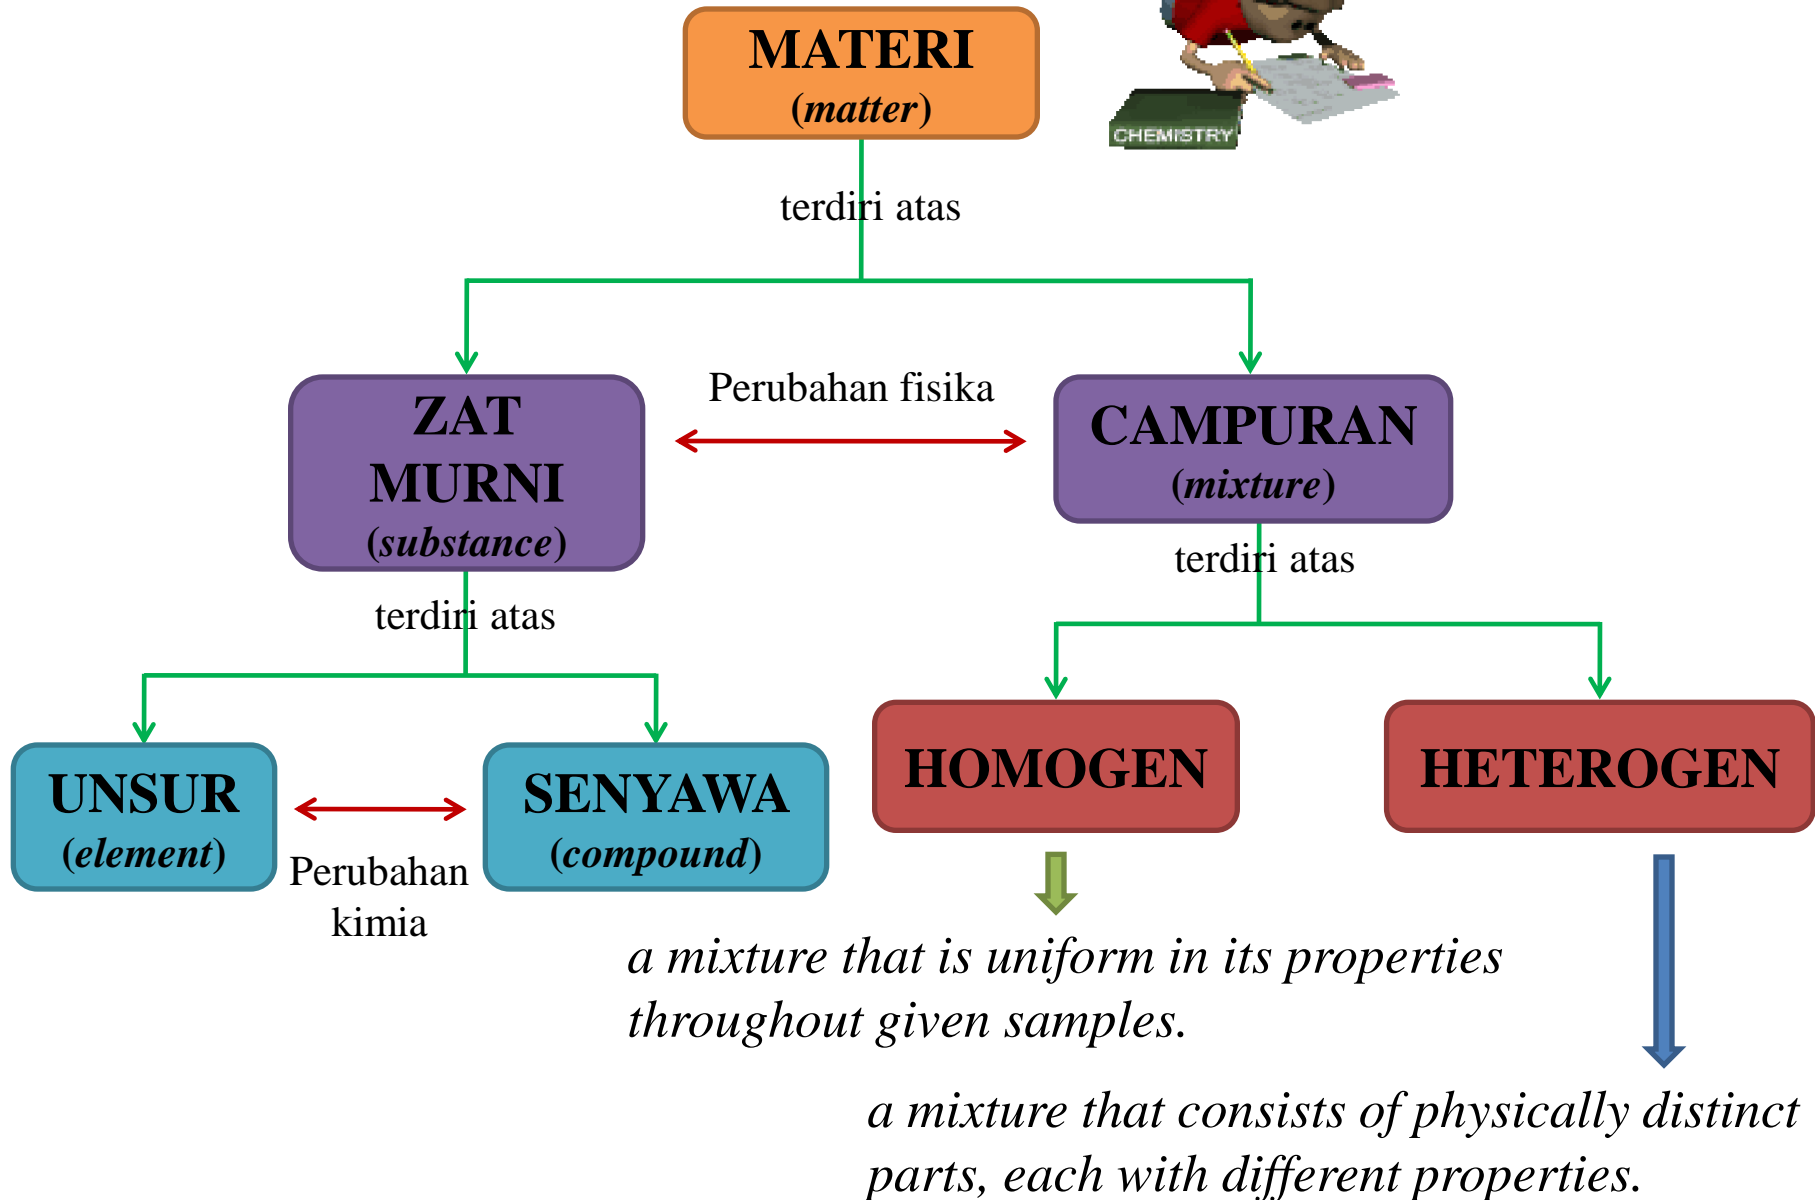 MATERI
(matter)
CHEMISTRY
terdiri atas
Perubahan fisika
ZAT
MURNI
(substance)
CAMPURAN
(mixture)
terdiri atas
terdiri atas
UNSUR
(element)
Perubahan
kimia
SENYAWA
(compound)
HOMOGEN
HETEROGEN
a mixture that is uniform in its properties
throughout given samples.
a mixture that consists of physically distinct
parts, each with different properties.